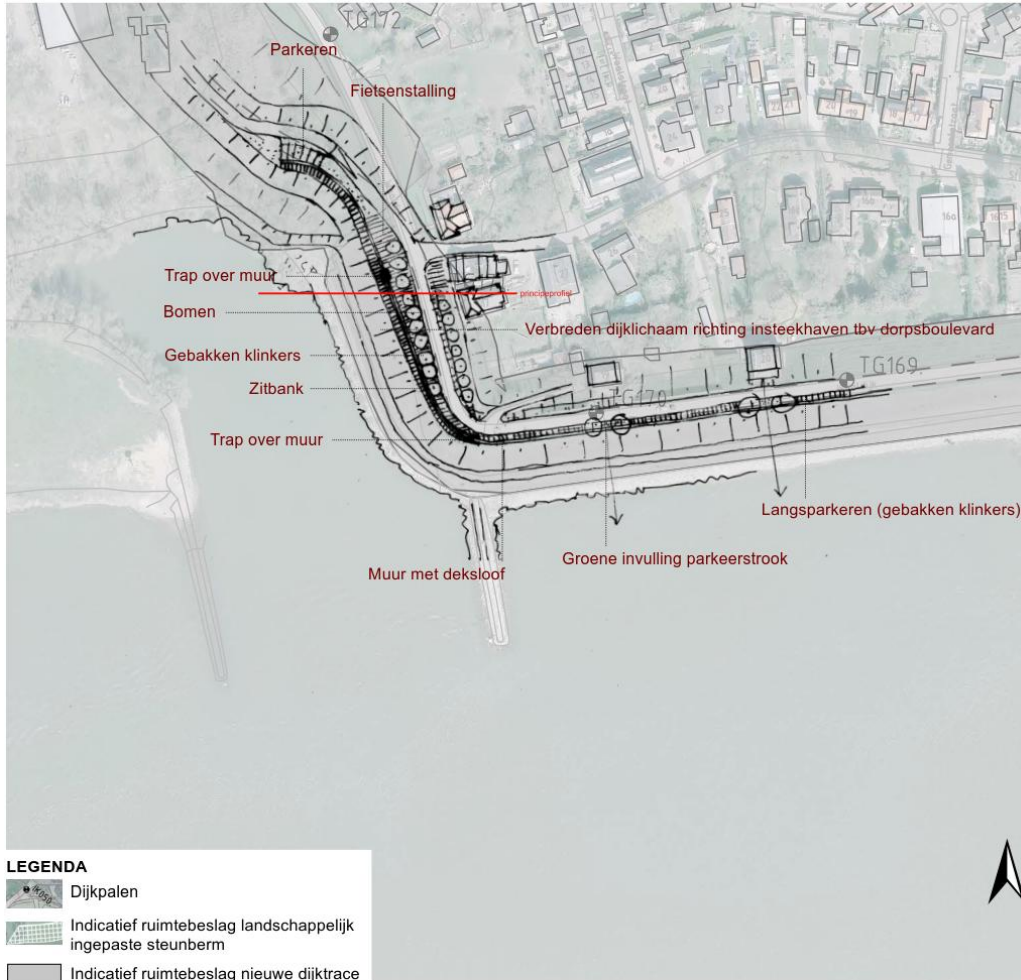 TG172
Parkeren
Fietsenstalling
Trap over muur
principeprofiel
Bomen
Verbreden dijklichaam richting insteekhaven tbv dorpsboulevard
Gebakken klinkers
TG169
Zitbank
TG170
Trap over muur
Langsparkeren (gebakken klinkers)
Groene invulling parkeerstrook
Muur met deksloof
16a
LEGENDA
Dijkpalen
Indicatief ruimtebeslag landschappelijk
ingepaste steunberm
Indicatief ruimtebeslag nieuwe dijktrace